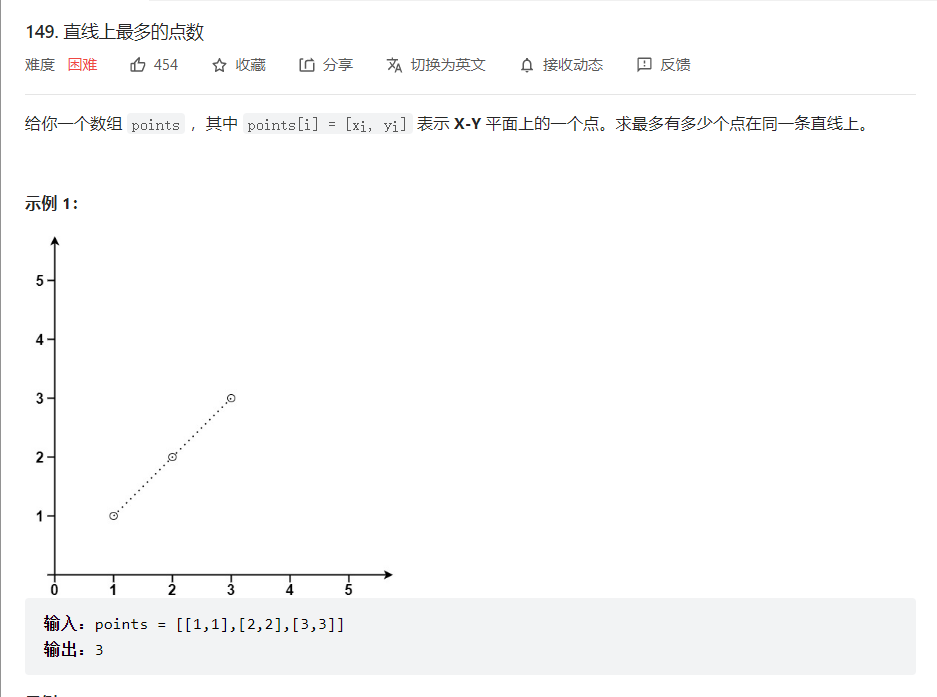 149. 直线上最多的点数
难度 困难 454 收藏 分享 切换为英文 接收动态 反馈
给你一个数组 points ，其中 points[i] = [xi, yi] 表示 X-Y 平面上的一个点。求最多有多少个点在同一条直线上。
示例 1：
5
4
3
2
1
0 1 2 3 4 5
输入：points = [[1,1],[2,2],[3,3]]
输出：3